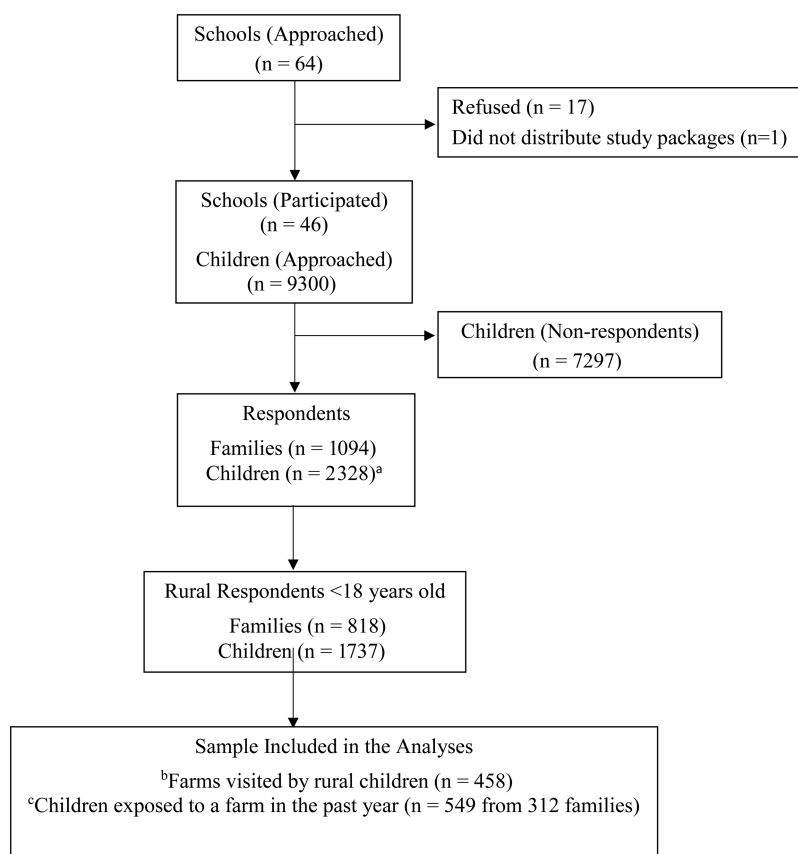 Schools (Approached)
(n = 64)
Refused (n = 17)
Did not distribute study packages (n=1)
Schools (Participated)
(n = 46)
Children (Approached)
(n = 9300)
Children (Non-respondents)
(n = 7297)
Respondents
Families (n = 1094)
Children (n = 2328)ᵃ
Rural Respondents <18 years old
Families (n = 818)
Children (n = 1737)
Sample Included in the Analyses
ᵇFarms visited by rural children (n = 458)
ᶜChildren exposed to a farm in the past year (n = 549 from 312 families)